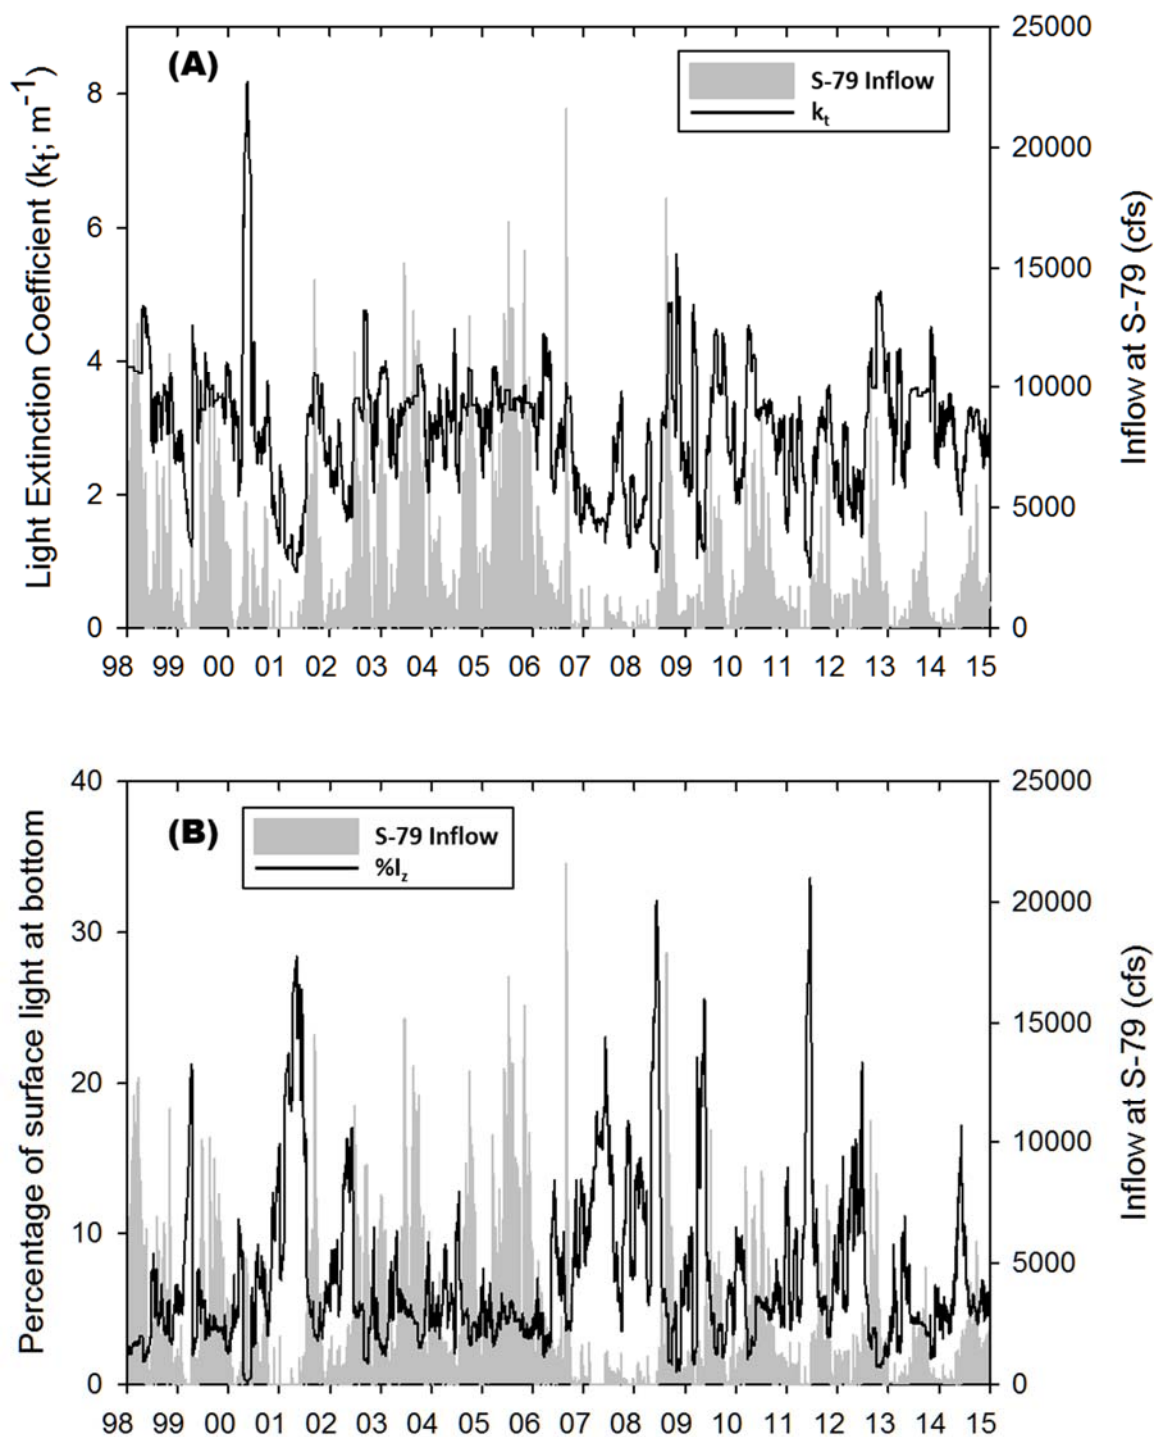 (A)
S-79 Inflow
kt
Light Extinction Coefficient (kt; m-1)
8
6
4
2
0
25000
20000
15000
10000
5000
0
Inflow at S-79 (cfs)
98 99 00 01 02 03 04 05 06 07 08 09 10 11 12 13 14 15
(B)
S-79 Inflow
%Iz
Percentage of surface light at bottom
40
30
20
10
0
25000
20000
15000
10000
5000
0
Inflow at S-79 (cfs)
98 99 00 01 02 03 04 05 06 07 08 09 10 11 12 13 14 15